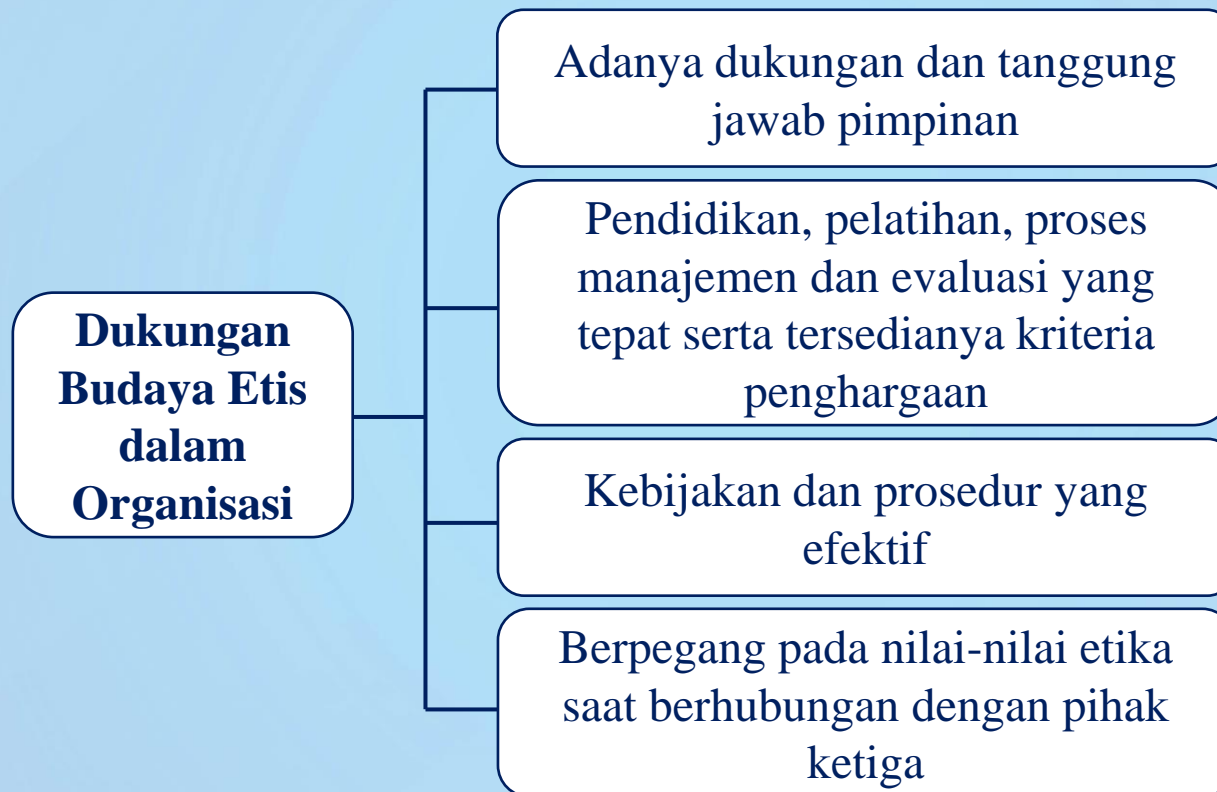 Dukungan
Budaya Etis
dalam
Organisasi
Adanya dukungan dan tanggung
jawab pimpinan
Pendidikan, pelatihan, proses
manajemen dan evaluasi yang
tepat serta tersedianya kriteria
penghargaan
Kebijakan dan prosedur yang
efektif
Berpegang pada nilai-nilai etika
saat berhubungan dengan pihak
ketiga